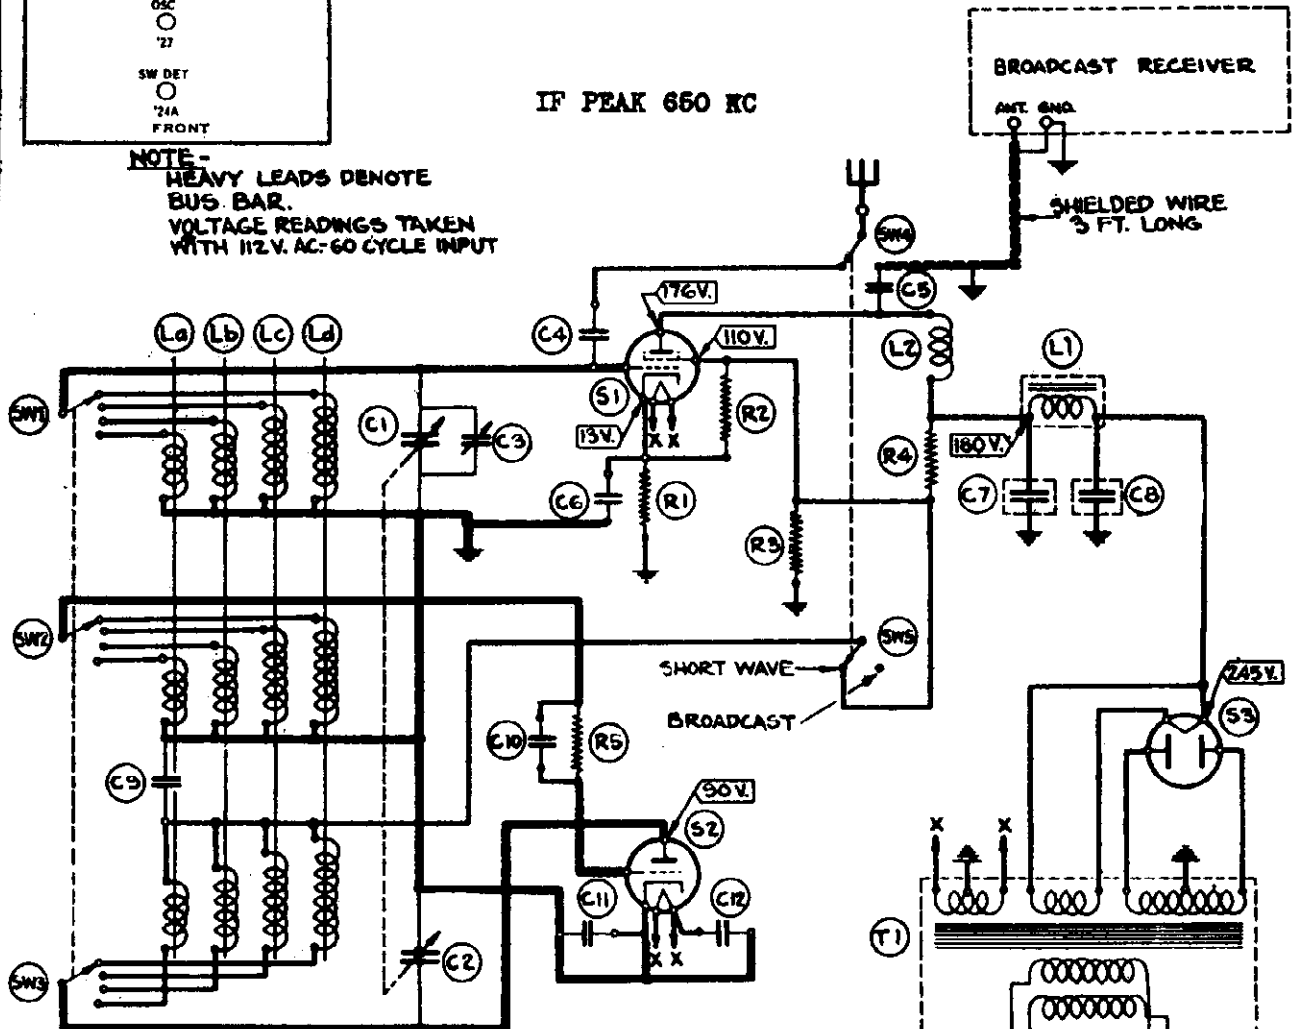 OSC
'27
SW DET
'24A
FRONT
IF PEAK 650 KC
BROADCAST RECEIVER
ANT. GND.
NOTE-
HEAVY LEADS DENOTE
BUS BAR.
VOLTAGE READINGS TAKEN
WITH 112 V. AC-60 CYCLE INPUT
SHIELDED WIRE
3 FT. LONG
SW4
176V.
C5
La Lb Lc Ld
C4
110V.
L2
L1
S1
SW1
C1
C3
13V.
X X
R2
R4
180V.
C6
R1
C7
C8
R3
SW2
SW5
SHORT WAVE
BROADCAST
245V.
S3
C10
R5
C9
90V.
S2
X X
C11
C12
T1
C2
X X
SW3